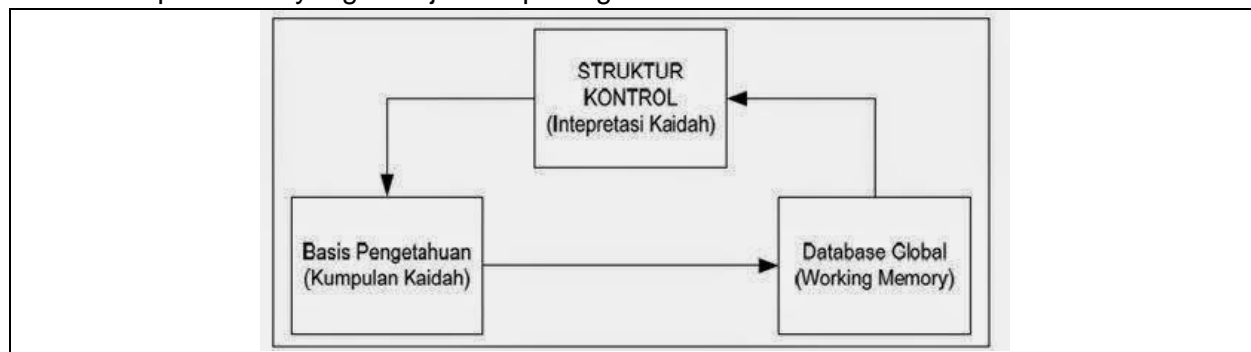 STRUKTUR
KONTROL
(Intepretasi Kaidah)
Basis Pengetahuan
(Kumpulan Kaidah)
Database Global
(Working Memory)